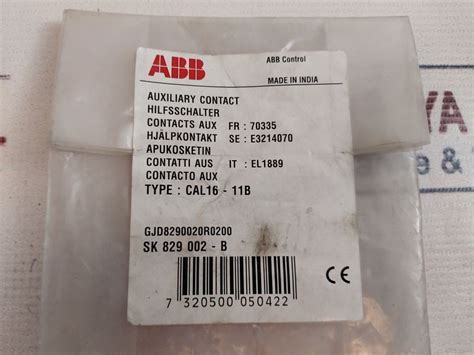 ABB
ABB Control
MADE IN INDIA
AUXILIARY CONTACT
HILFSSCHALTER
CONTACTS AUX FR : 70335
HJÄLPKONTAKT SE : E3214070
APUKOSKETIN
CONTATTI AUS IT : EL1889
CONTACTO AUX
TYPE : CAL16 - 11B
GJD8290020R0200
SK 829 002 - B
7 320500 050422
CE